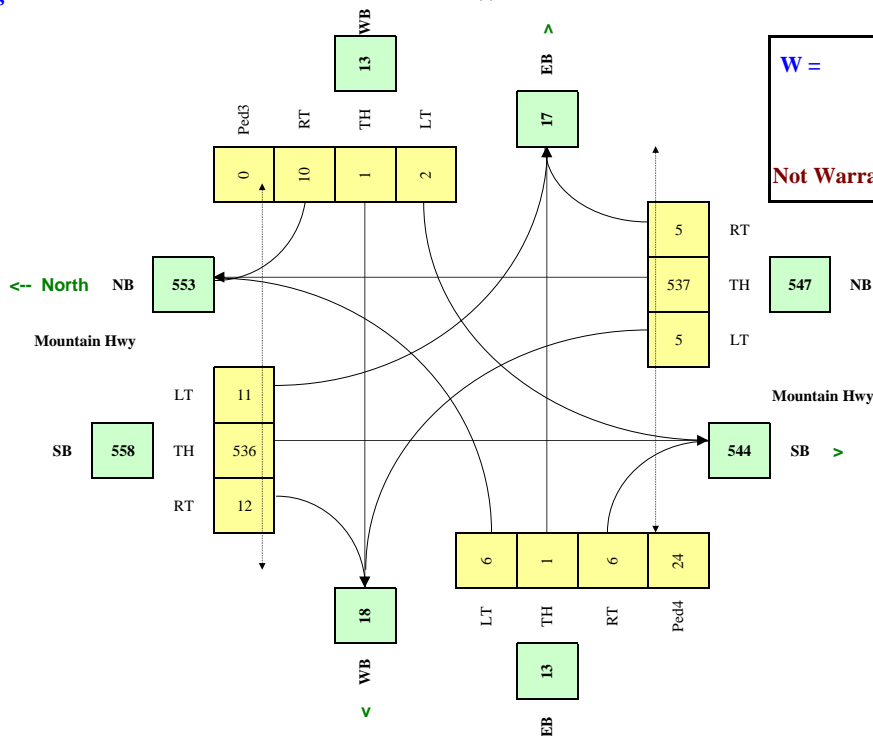 WB
^
13
EB
W =
17
Ped3
RT
TH
LT
0
10
1
2
Not Warra
5 RT
<-- North NB 553
537 TH 547 NB
Mountain Hwy
5 LT
LT 11
Mountain Hwy
SB 558 TH 536
544 SB >
RT 12
6
1
6
24
18
LT
TH
RT
Ped4
WB
13
v
EB